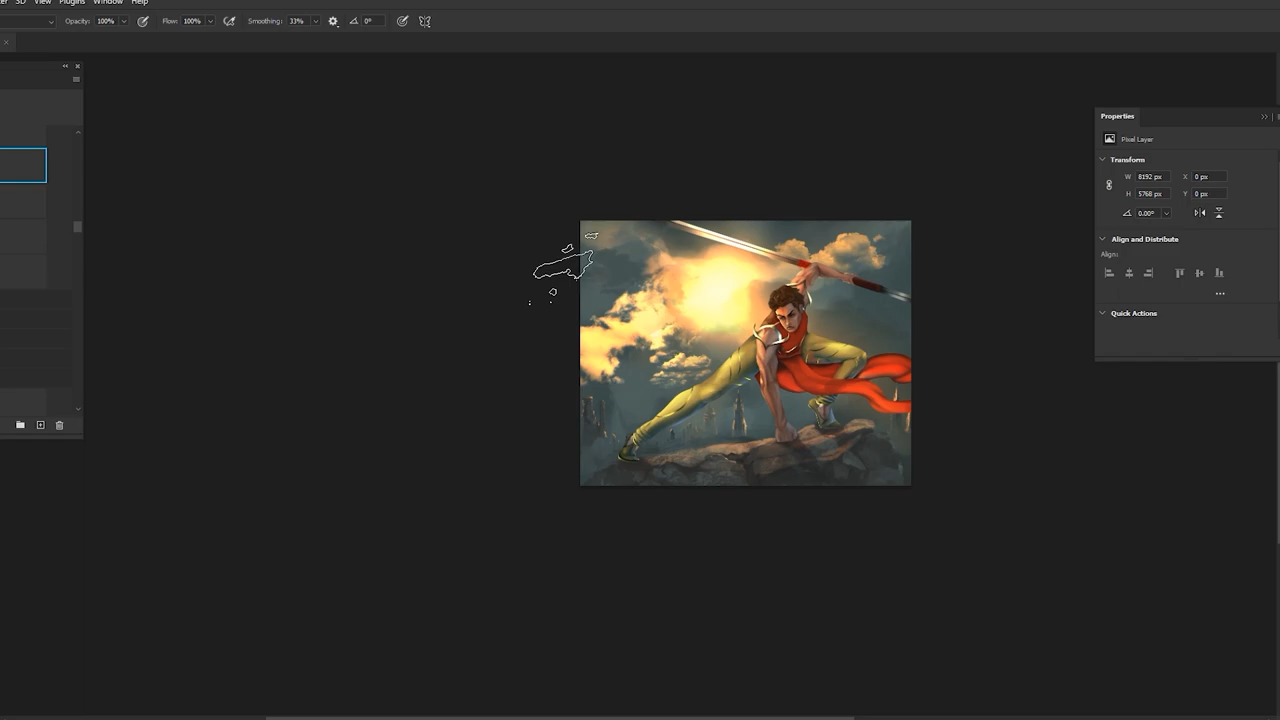 3D View Plugins Window Help
Opacity: 100% Flow: 100% Smoothing: 33% 0°
Properties
Pixel Layer
Transform
W 8192 px X 0 px
H 5768 px Y 0 px
0.00°
Align and Distribute
Align:
Quick Actions